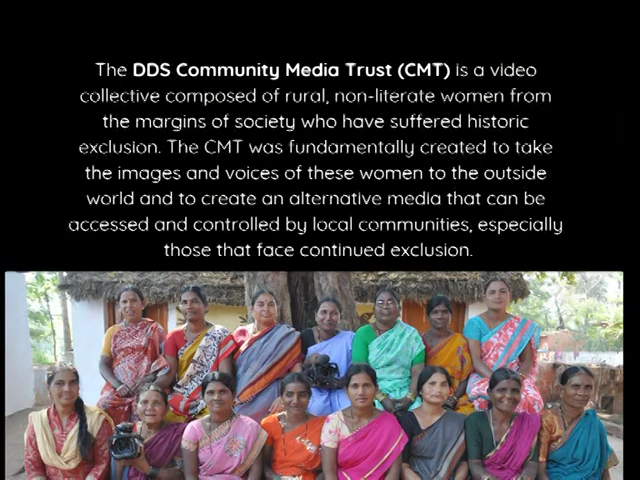 The DDS Community Media Trust (CMT) is a video
collective composed of rural, non-literate women from
the margins of society who have suffered historic
exclusion. The CMT was fundamentally created to take
the images and voices of these women to the outside
world and to create an alternative media that can be
accessed and controlled by local communities, especially
those that face continued exclusion.